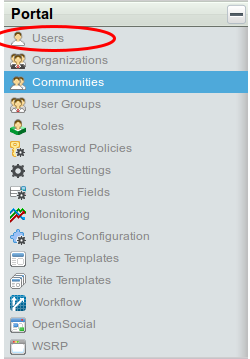 Portal
Users
Organizations
Communities
User Groups
Roles
Password Policies
Portal Settings
Custom Fields
Monitoring
Plugins Configuration
Page Templates
Site Templates
Workflow
OpenSocial
WSRP